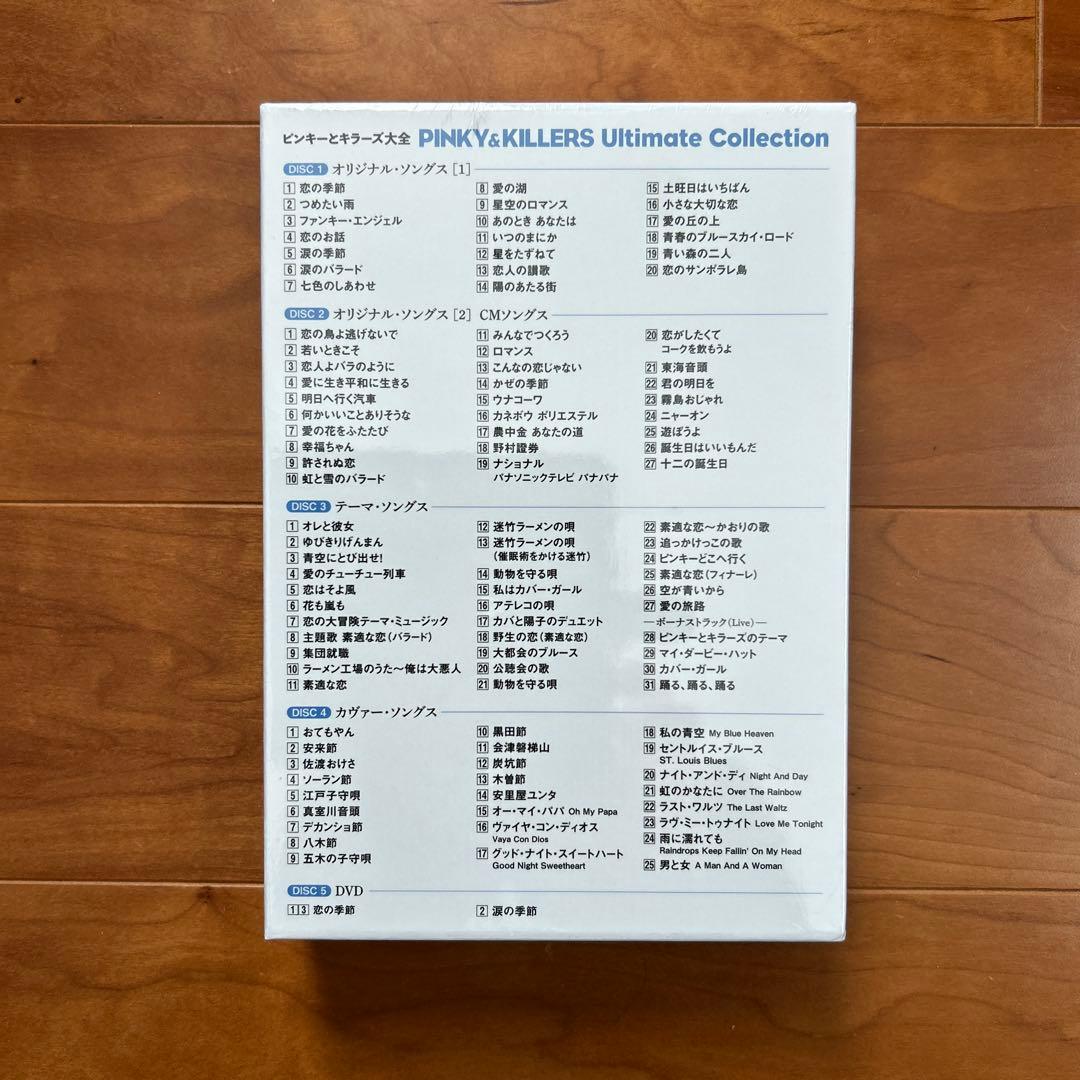 ピンキーとキラーズ大全 PINKY&KILLERS Ultimate Collection
DISC 1 オリジナル・ソングス [1]
1 恋の季節
2 つめたい雨
3 ファンキー・エンジェル
4 恋のお話
5 涙の季節
6 涙のバラード
7 七色のしあわせ
8 愛の湖
9 星空のロマンス
10 あのとき あなたは
11 いつのまにか
12 星をたずねて
13 恋人の讃歌
14 陽のあたる街
15 土旺日はいちばん
16 小さな大切な恋
17 愛の丘の上
18 青春のブルースカイ・ロード
19 青い森の二人
20 恋のサンポラレ島
DISC 2 オリジナル・ソングス [2] CMソングス
1 恋の鳥よ逃げないで
2 若いときこそ
3 恋人よバラのように
4 愛に生き平和に生きる
5 明日へ行く汽車
6 何かいいことありそうな
7 愛の花をふたたび
8 幸福ちゃん
9 許されぬ恋
10 虹と雪のバラード
11 みんなでつくろう
12 ロマンス
13 こんなの恋じゃない
14 かぜの季節
15 ウナコーワ
16 カネボウ ポリエステル
17 農中金 あなたの道
18 野村證券
19 ナショナル
パナソニックテレビ パナパナ
20 恋がしたくて
コークを飲もうよ
21 東海音頭
22 君の明日を
23 霧島おじゃれ
24 ニャーオン
25 遊ぼうよ
26 誕生日はいいもんだ
27 十二の誕生日
DISC 3 テーマ・ソングス
1 オレと彼女
2 ゆびきりげんまん
3 青空にとび出せ!
4 愛のチューチュー列車
5 恋はそよ風
6 花も嵐も
7 恋の大冒険テーマ・ミュージック
8 主題歌 素適な恋(バラード)
9 集団就職
10 ラーメン工場のうた〜俺は大悪人
11 素適な恋
12 迷竹ラーメンの唄
13 迷竹ラーメンの唄
(催眠術をかける迷竹)
14 動物を守る唄
15 私はカバー・ガール
16 アテレコの唄
17 カバと陽子のデュエット
18 野生の恋(素適な恋)
19 大都会のブルース
20 公聴会の歌
21 動物を守る唄
22 素適な恋〜かおりの歌
23 追っかけっこの歌
24 ピンキーどこへ行く
25 素適な恋(フィナーレ)
26 空が青いから
27 愛の旅路
―ボーナストラック(Live)―
28 ピンキーとキラーズのテーマ
29 マイ・ダービー・ハット
30 カバー・ガール
31 踊る、踊る、踊る
DISC 4 カヴァー・ソングス
1 おてもやん
2 安来節
3 佐渡おけさ
4 ソーラン節
5 江戸子守唄
6 真室川音頭
7 デカンショ節
8 八木節
9 五木の子守唄
10 黒田節
11 会津磐梯山
12 炭坑節
13 木曽節
14 安里屋ユンタ
15 オー・マイ・パパ Oh My Papa
16 ヴァイヤ・コン・ディオス
Vaya Con Dios
17 グッド・ナイト・スイートハート
Good Night Sweetheart
18 私の青空 My Blue Heaven
19 セントルイス・ブルース
ST. Louis Blues
20 ナイト・アンド・デイ Night And Day
21 虹のかなたに Over The Rainbow
22 ラスト・ワルツ The Last Waltz
23 ラヴ・ミー・トゥナイト Love Me Tonight
24 雨に濡れても
Raindrops Keep Fallin' On My Head
25 男と女 A Man And A Woman
DISC 5 DVD
1 3 恋の季節
2 涙の季節